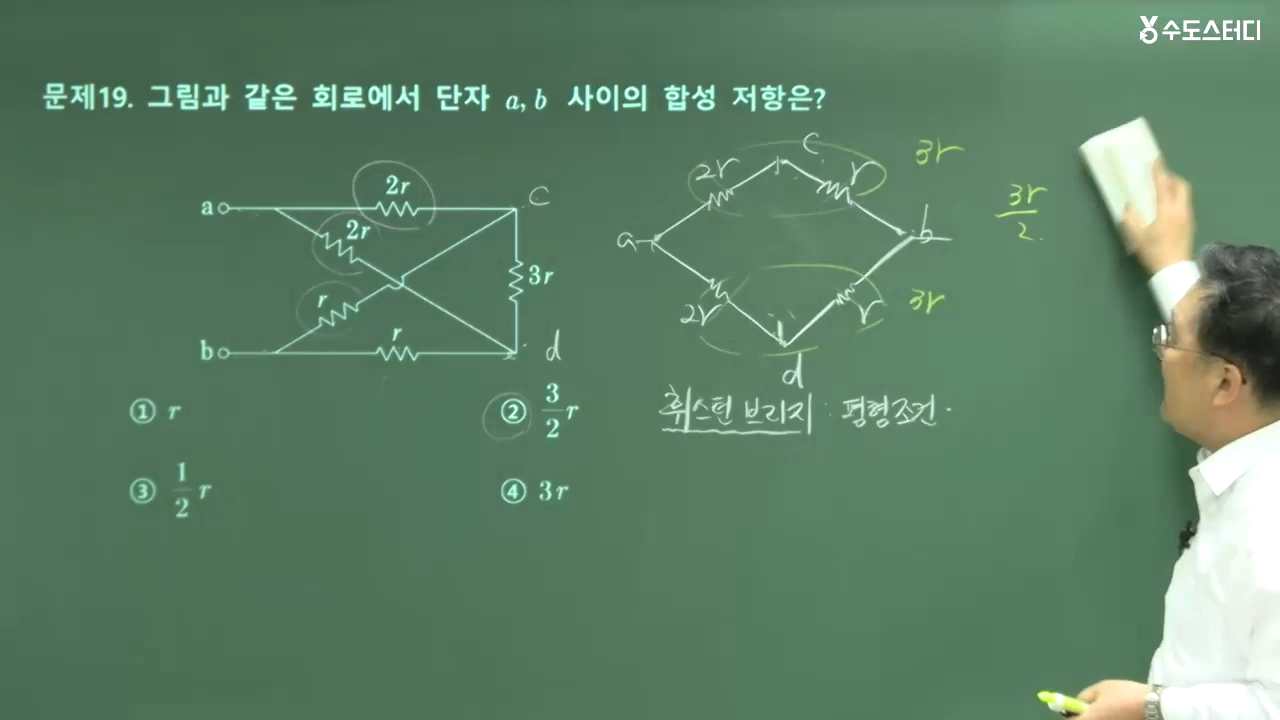 수도스터디
문제19. 그림과 같은 회로에서 단자 a, b 사이의 합성 저항은?
a
2r
c
2r
3r
r
b
r
d
① r
② 3/2 r
③ 1/2 r
④ 3r
c
2r
r
3r
a
b
3r/2
2r
r
3r
d
휘스턴 브리지 : 평형조건.